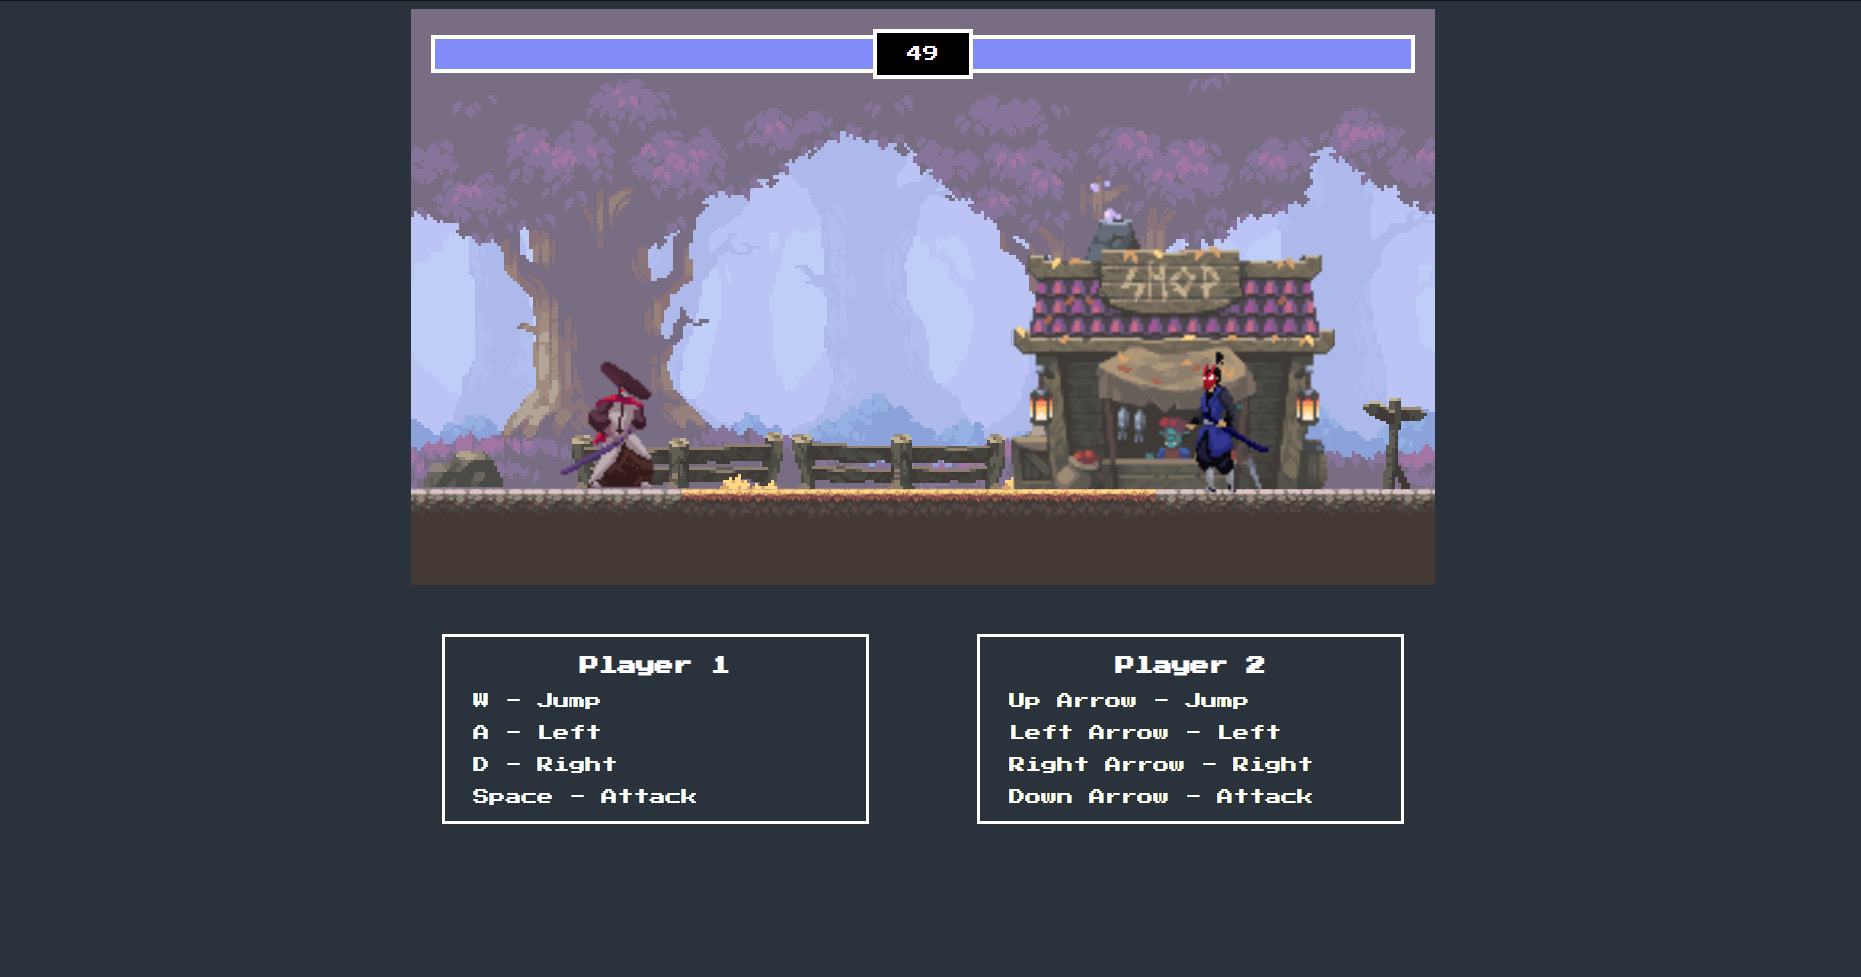 49
SHOP
Player 1
W - Jump
A - Left
D - Right
Space - Attack
Player 2
Up Arrow - Jump
Left Arrow - Left
Right Arrow - Right
Down Arrow - Attack